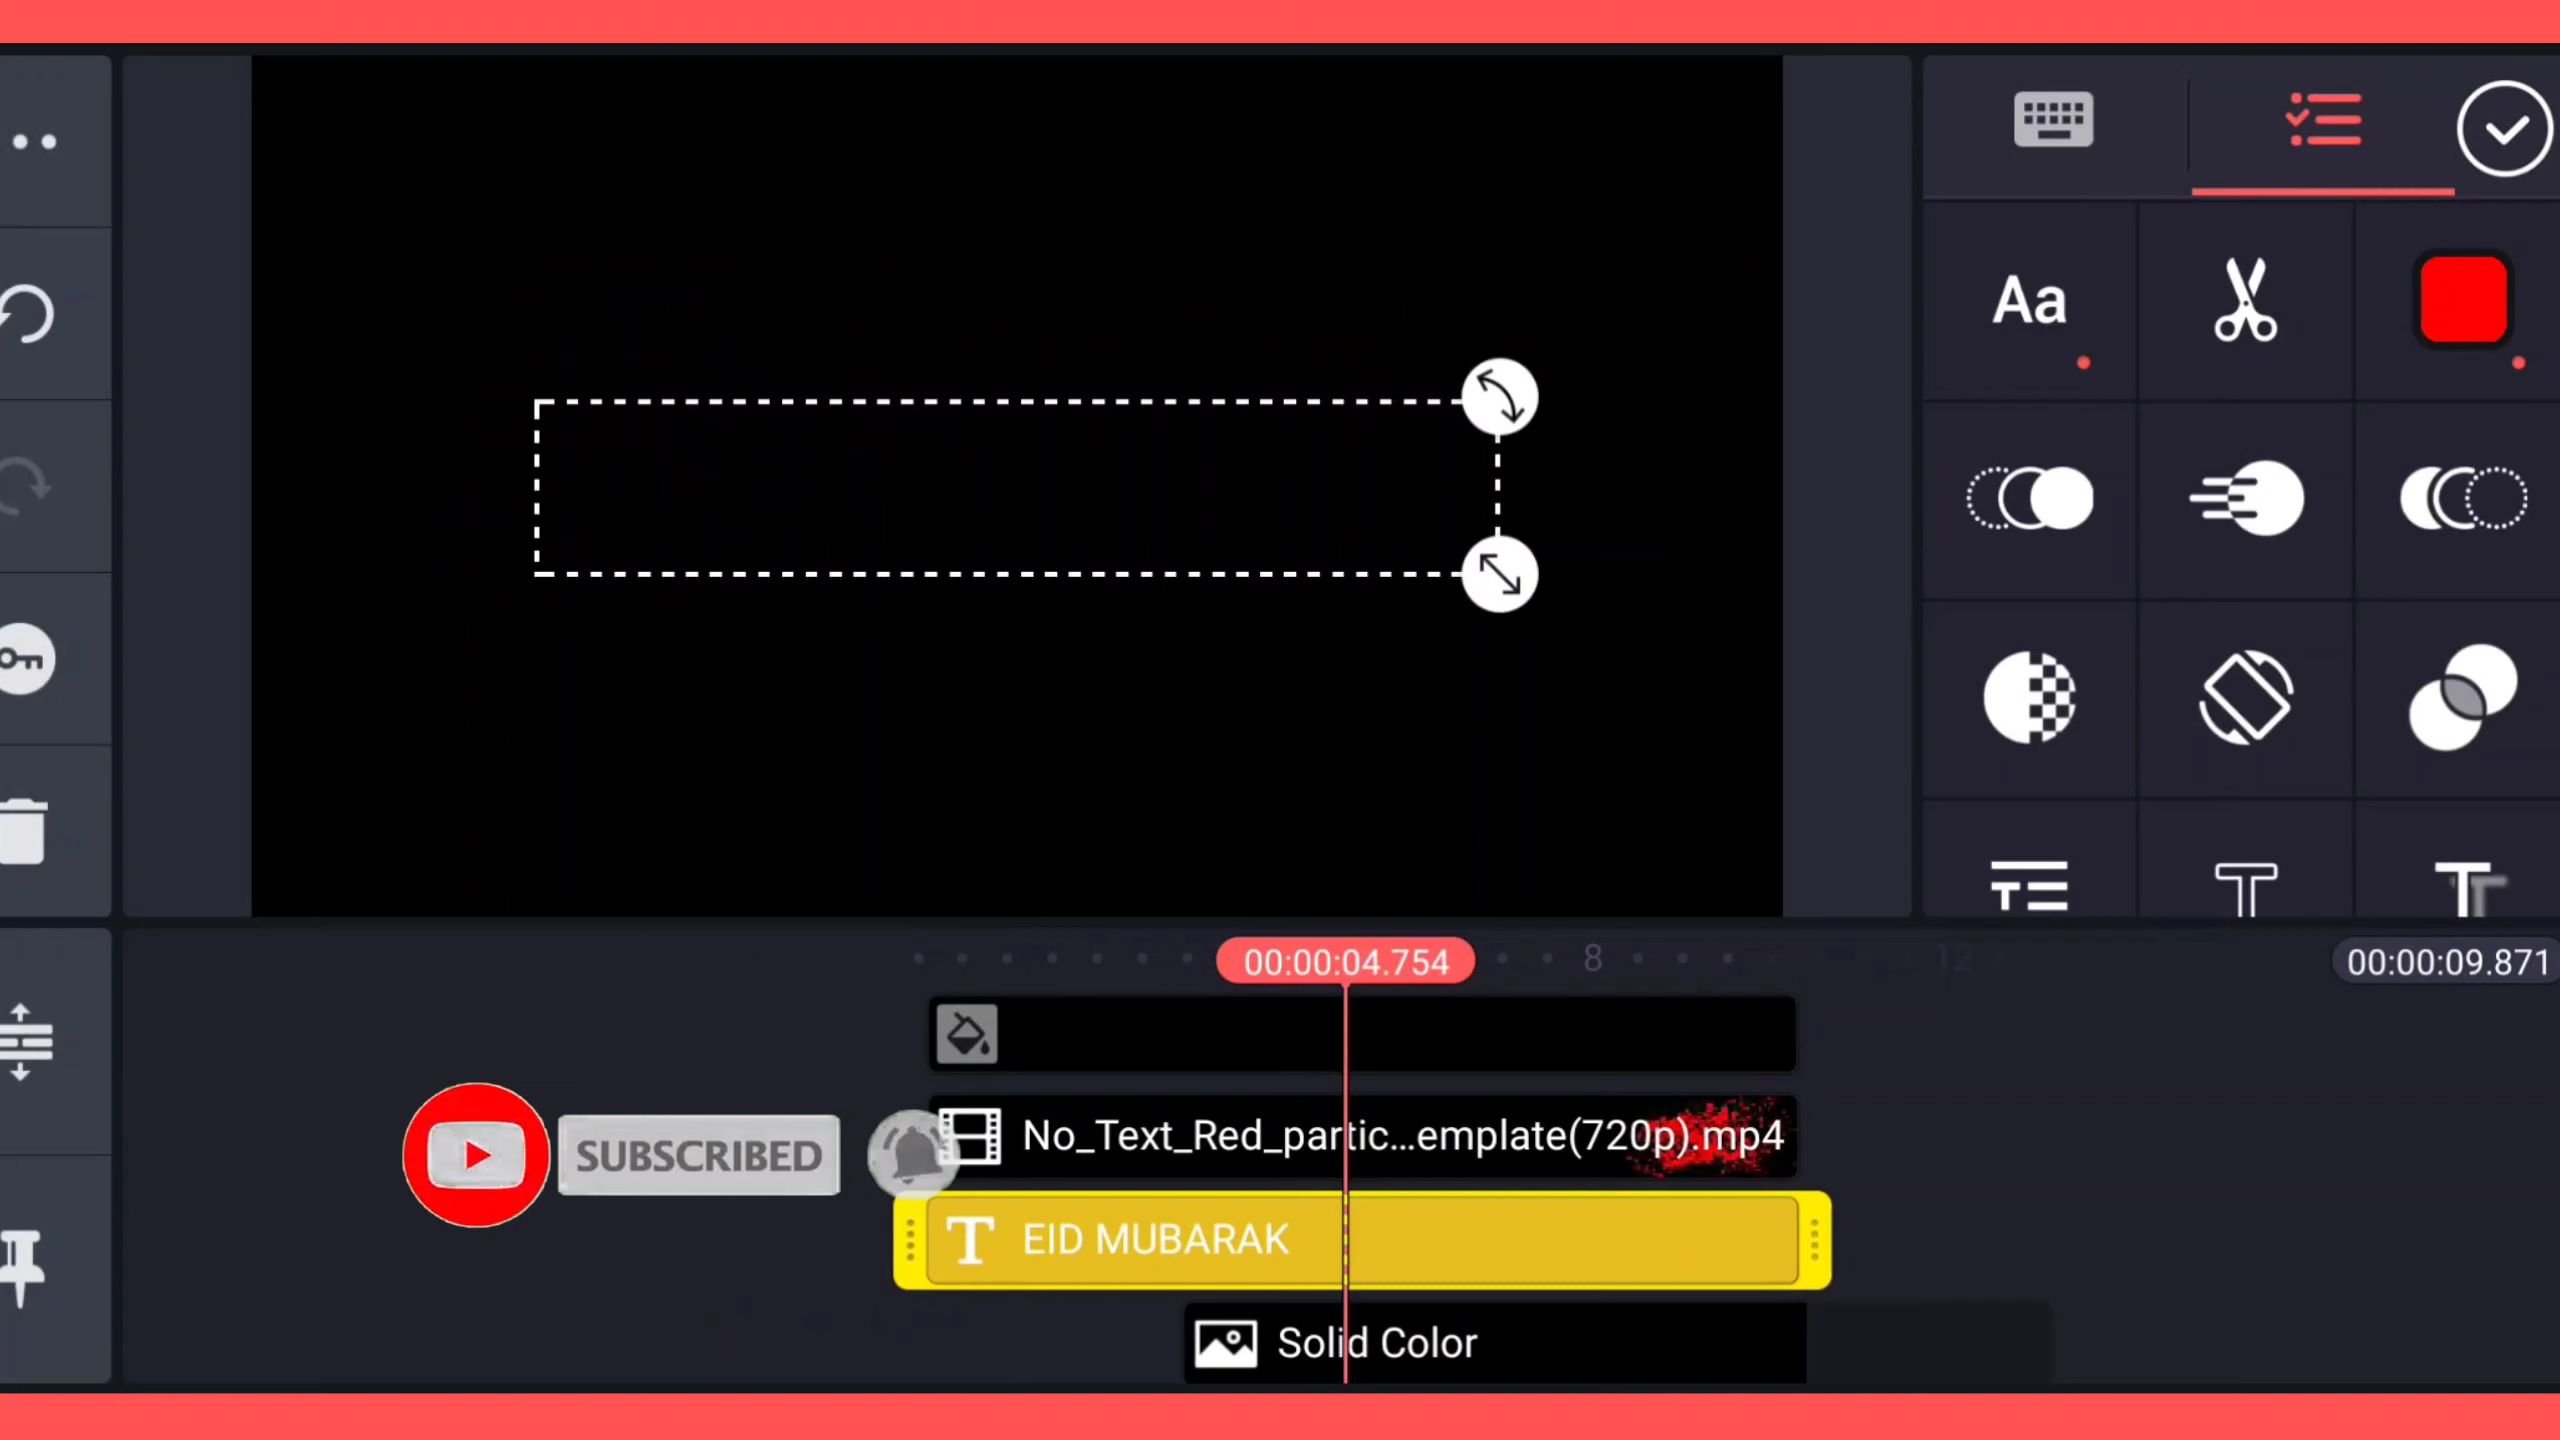 Aa
00:00:04.754
8
12
00:00:09.871
No_Text_Red_partic...emplate(720p).mp4
SUBSCRIBED
T EID MUBARAK
Solid Color